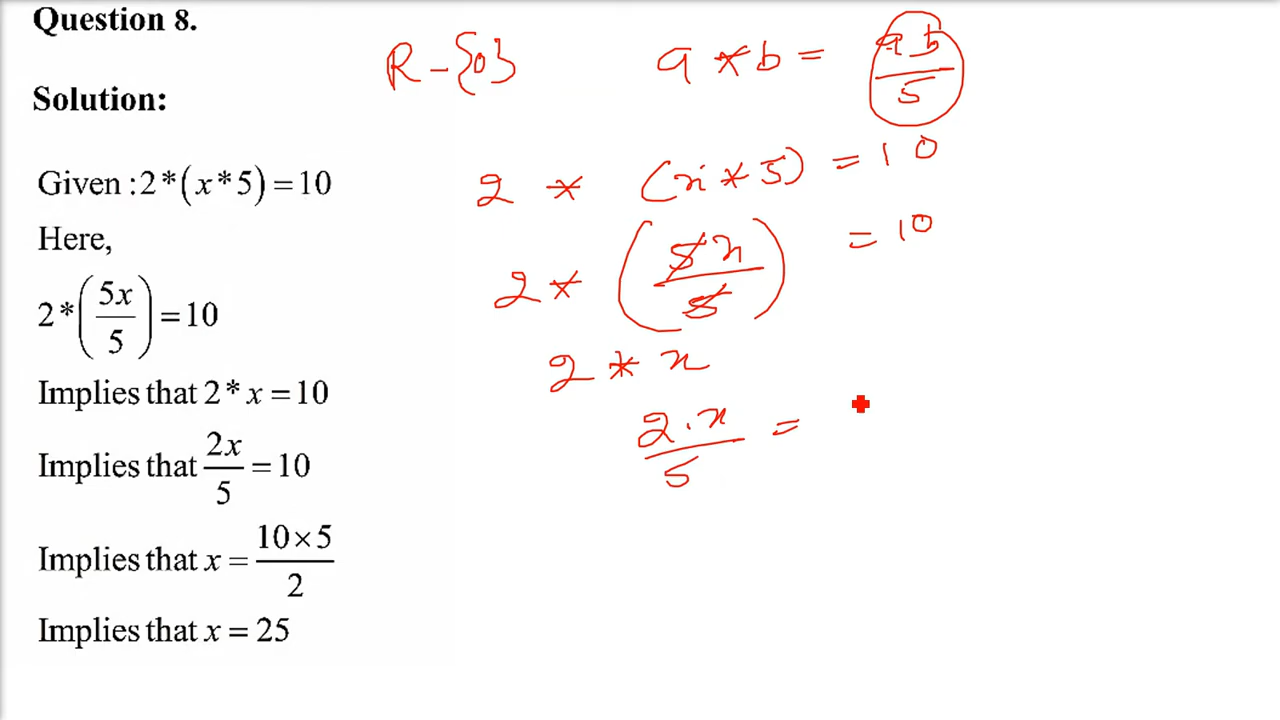 Question 8.
R - {0} a * b = ab/5
Solution:
Given : 2 * (x * 5) = 10
2 * (x * 5) = 10
Here,
2 * (5x/5) = 10
2 * (5x/5) = 10
Implies that 2 * x = 10
2 * x
Implies that 2x/5 = 10
2 . x/5 =
Implies that x = 10 × 5/2
Implies that x = 25